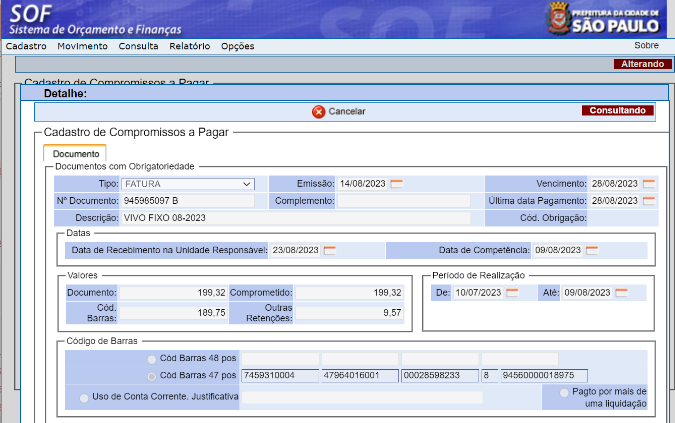 SOF
Sistema de Orçamento e Finanças
PREFEITURA DA CIDADE DE
SÃO PAULO
Cadastro Movimento Consulta Relatório Opções Sobre
Alterando
Cadastro de Compromissos a Pagar
Detalhe:
Cancelar Consultando
Cadastro de Compromissos a Pagar
Documento
Documentos com Obrigatoriedade
Tipo: FATURA Emissão: 14/08/2023 Vencimento: 28/08/2023
Nº Documento: 945985097 B Complemento: Última data Pagamento: 28/08/2023
Descrição: VIVO FIXO 08-2023 Cód. Obrigação:
Datas
Data de Recebimento na Unidade Responsável: 23/08/2023 Data de Competência: 09/08/2023
Valores Período de Realização
Documento: 199,32 Comprometido: 199,32 De: 10/07/2023 Até: 09/08/2023
Cód. Barras: 189,75 Outras Retenções: 9,57
Código de Barras
Cód Barras 48 pos
Cód Barras 47 pos 7459310004 47964016001 00028598233 8 94560000018975
Uso de Conta Corrente. Justificativa Pagto por mais de
uma liquidação